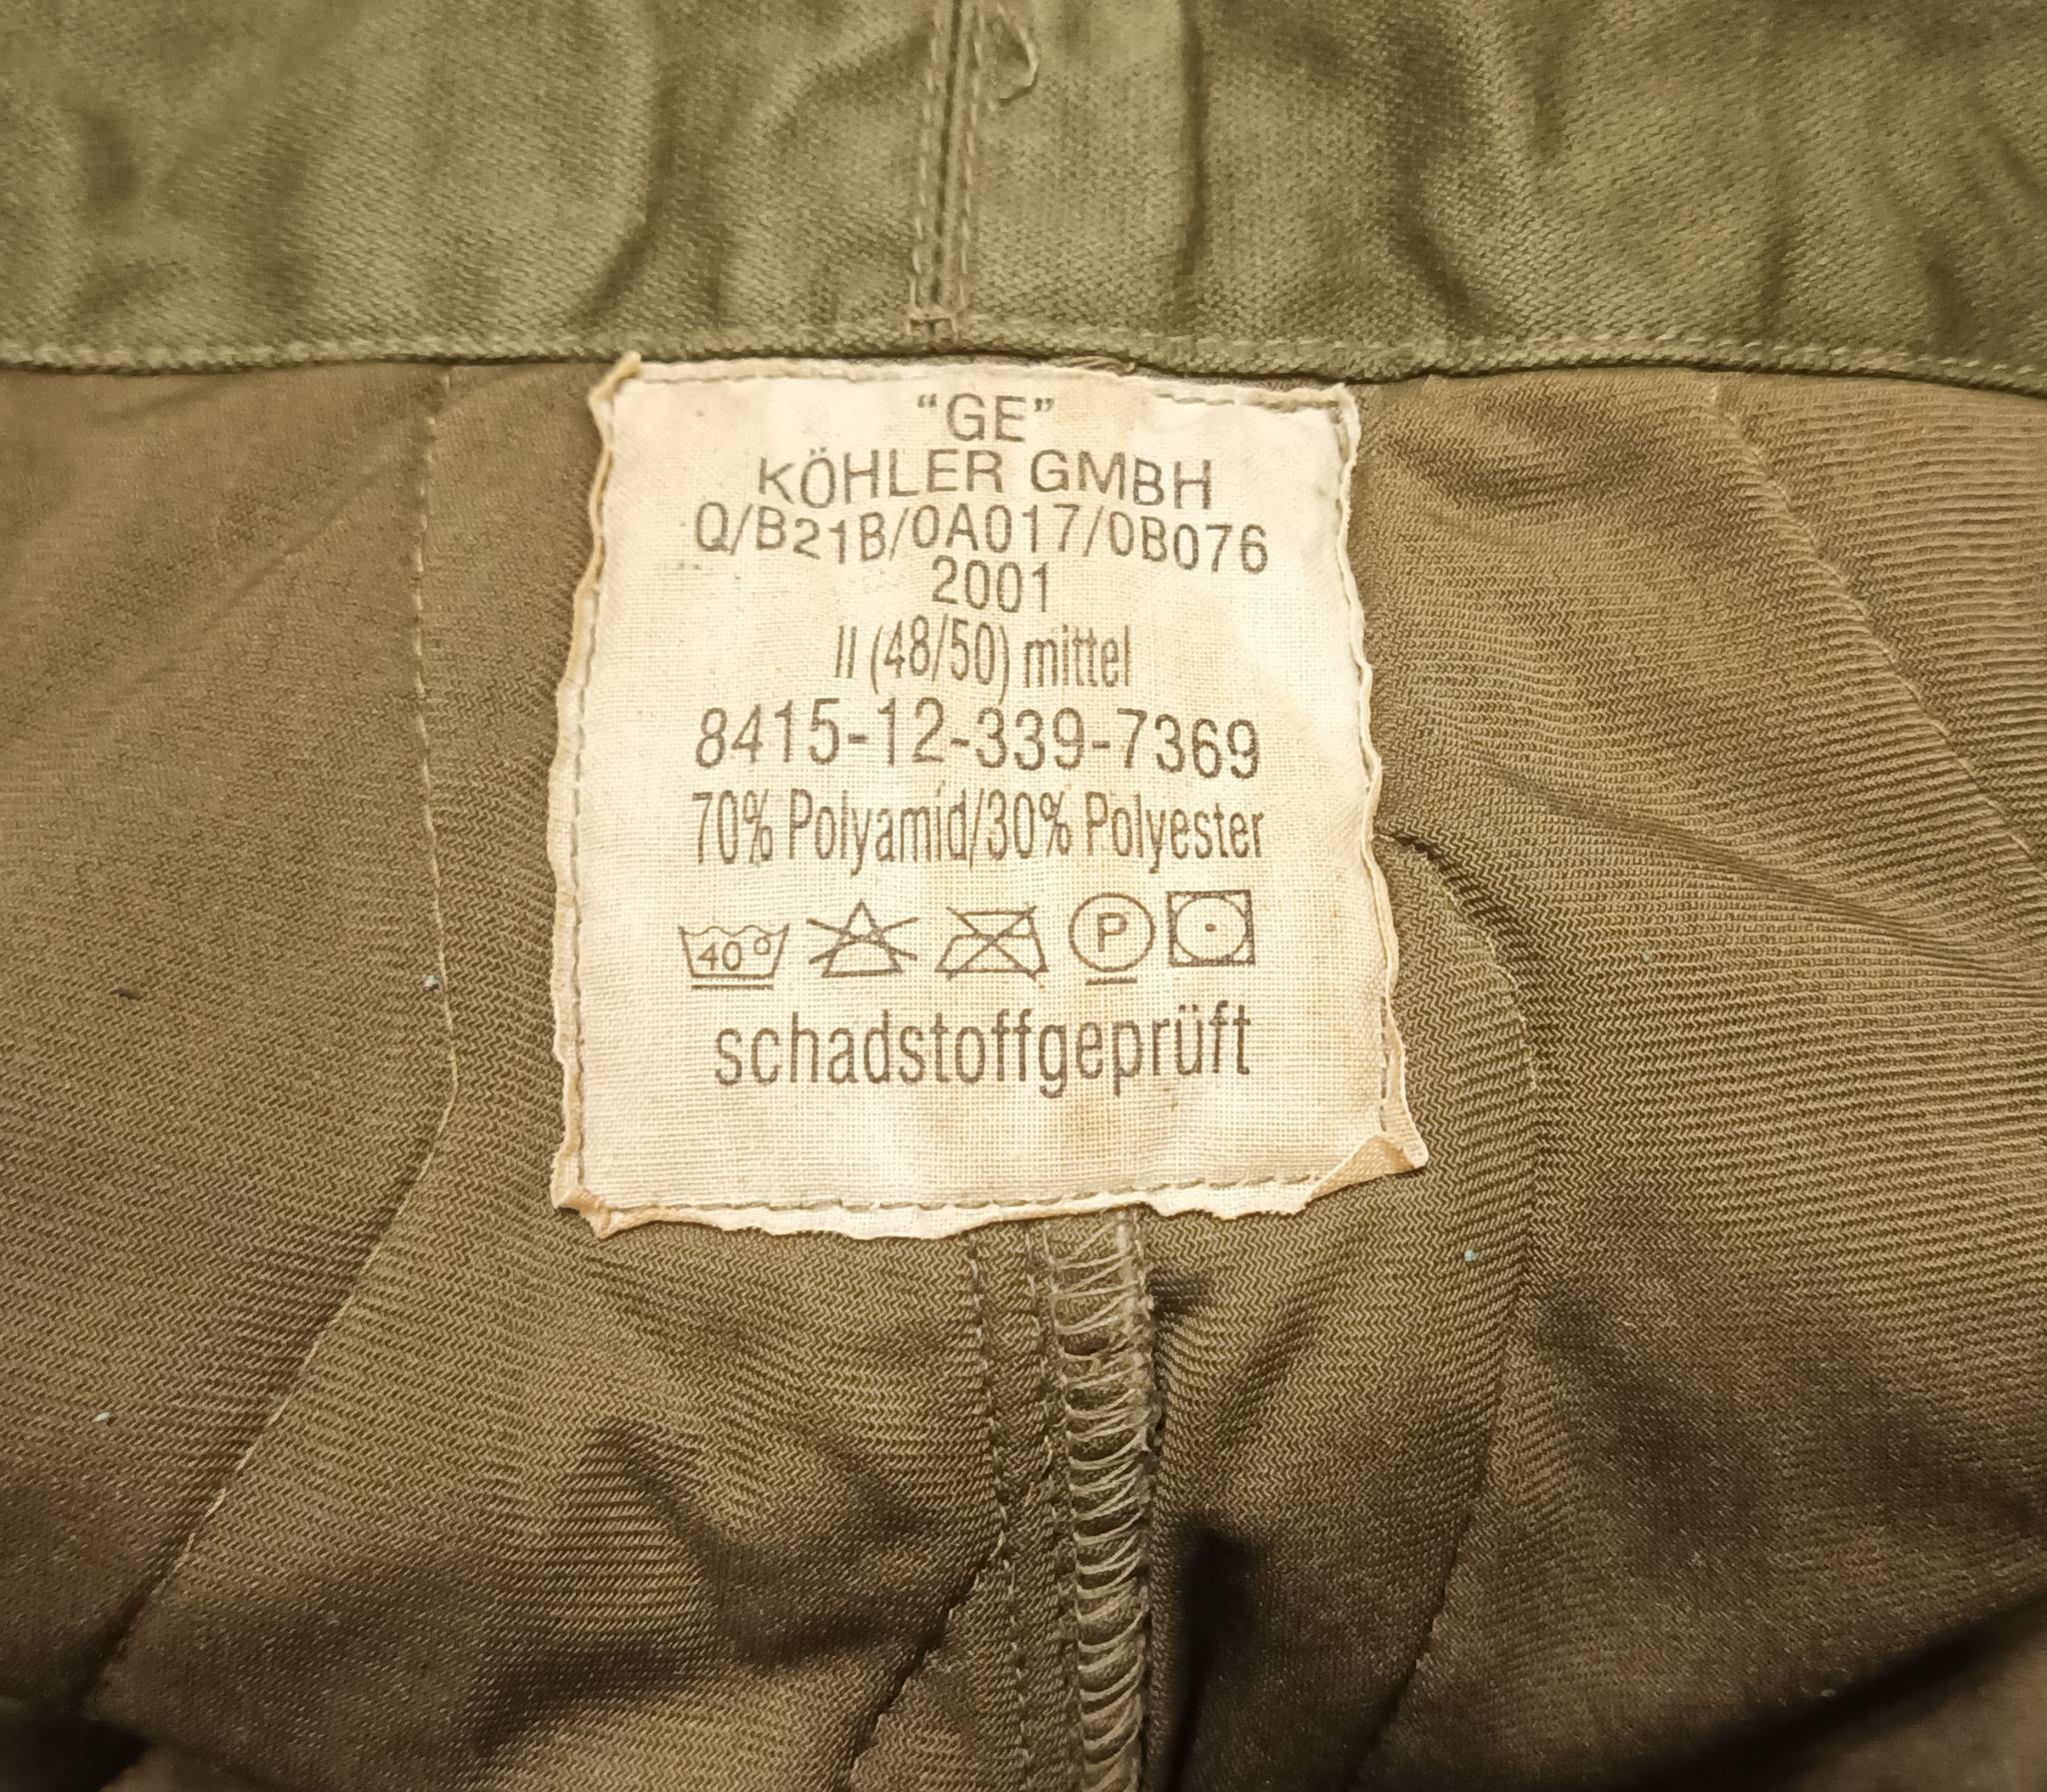 “GE”
KÖHLER GMBH
Q/B21B/0A017/0B076
2001
II (48/50) mittel
8415-12-339-7369
70% Polyamid/30% Polyester
40° P
schadstoffgeprüft